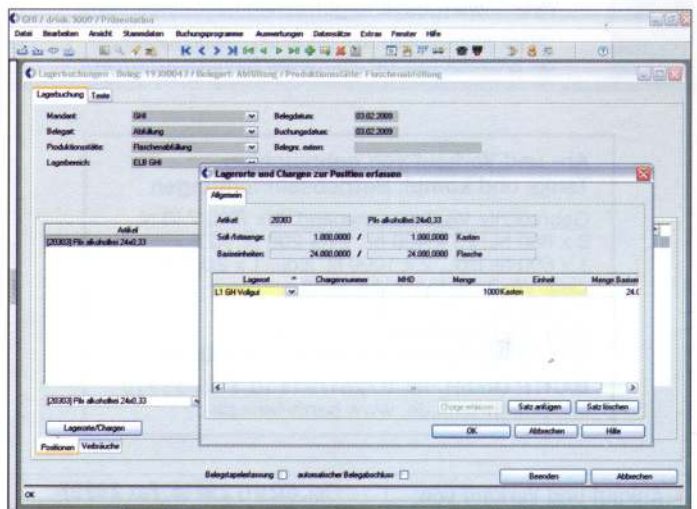 GHI / drink. 3000 / Präsentation
Datei Bearbeiten Ansicht Stammdaten Buchungsprogramme Auswertungen Datensätze Extras Fenster Hilfe
Lagerbuchungen Beleg: 19300043 / Belegart: Abfüllung / Produktionsstätte: Flaschenabfüllung
Lagerbuchung Texte
Mandant GHI Belegdatum: 03.02.2009
Belegart Abfüllung Buchungsdatum: 03.02.2009
Produktionsstätte: Flaschenabfüllung Belegnr. extern:
Lagerbereich: ELB GHI
Lagerorte und Chargen zur Position erfassen
Allgemein
Artikel 20303 Pils alkoholfrei 24x0,33
Soll-/Istmenge: 1.000,0000 / 1.000,0000 Kasten
Basiseinheiten: 24.000,0000 / 24.000,0000 Flasche
Artikel
[20303] Pils alkoholfrei 24x0,33
Lagerort Chargennummer MHD Menge Einheit Menge Basisei
L1 GH Vollgut 1000 Kasten 24.0
Charge erfassen Satz anfügen Satz löschen
OK Abbrechen Hilfe
[20303] Pils alkoholfrei 24x0,33
Lagerorte/Chargen
Positionen Verbräuche
Belegstapelerfassung automatischer Belegabschluss Beenden Abbrechen
OK